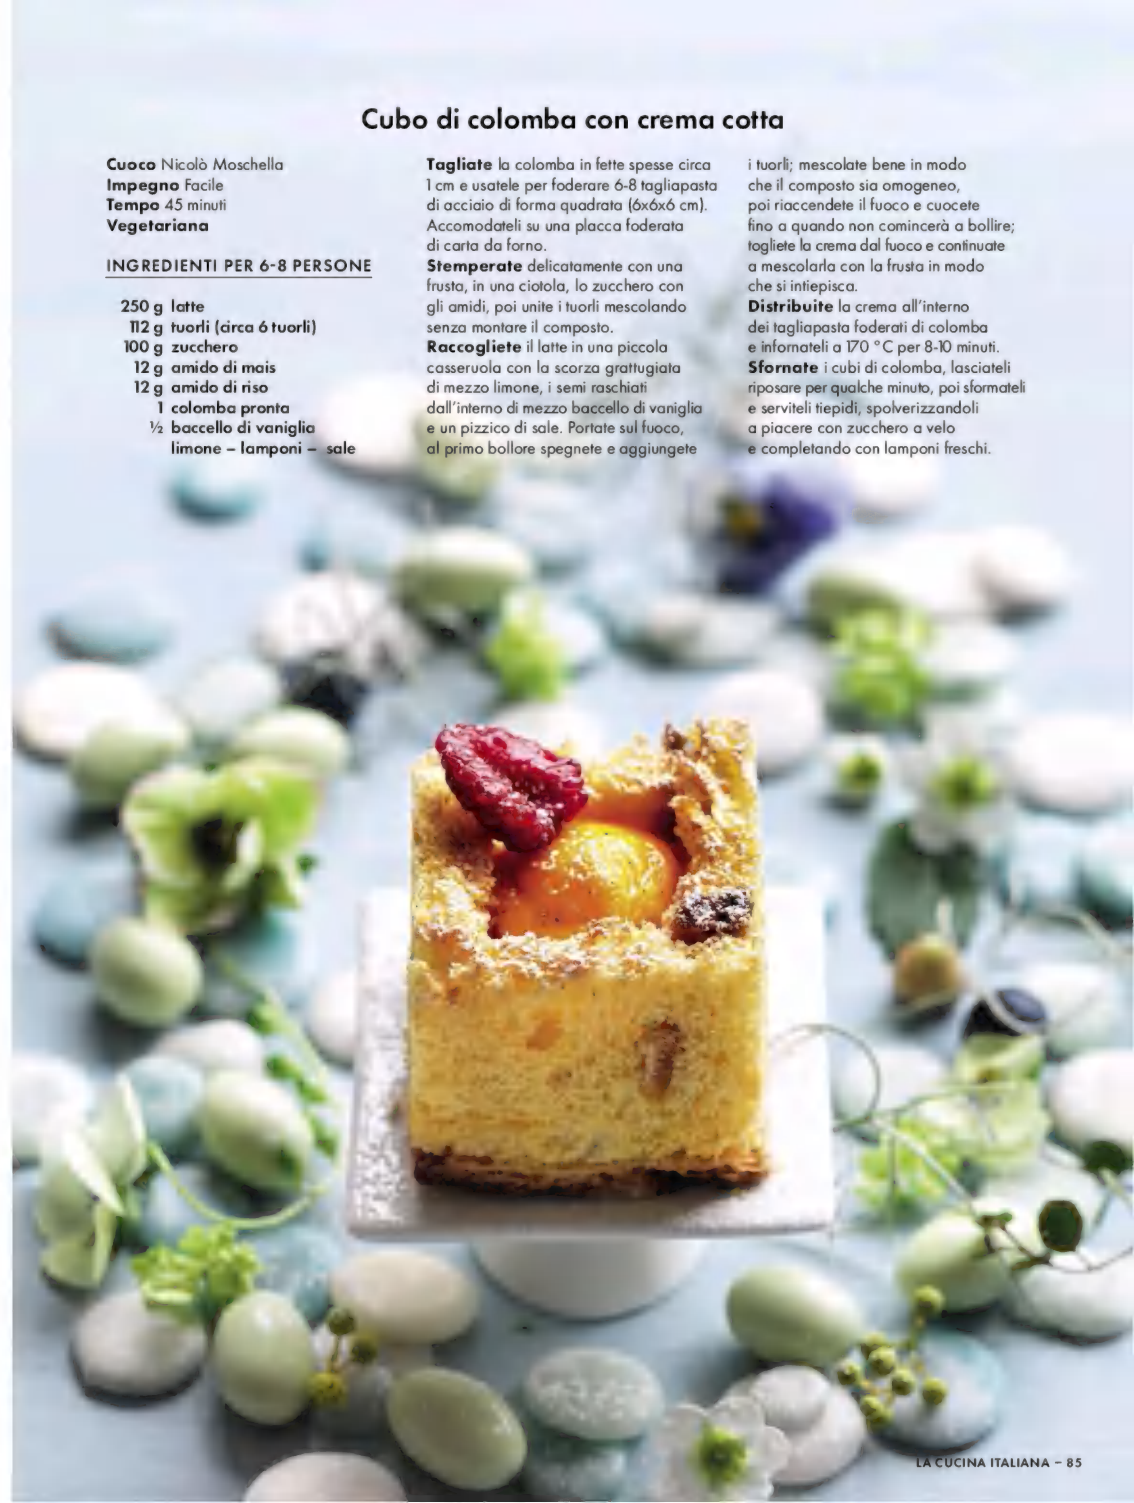 Cubo di colomba con crema cotta
Cuoco Nicolò Moschella
Impegno Facile
Tempo 45 minuti
Vegetariana
INGREDIENTI PER 6-8 PERSONE
250 g latte
112 g tuorli (circa 6 tuorli)
100 g zucchero
12 g amido di mais
12 g amido di riso
1 colomba pronta
½ baccello di vaniglia
limone – lamponi – sale
Tagliate la colomba in fette spesse circa
1 cm e usatele per foderare 6-8 tagliapasta
di acciaio di forma quadrata (6x6x6 cm).
Accomodateli su una placca foderata
di carta da forno.
Stemperate delicatamente con una
frusta, in una ciotola, lo zucchero con
gli amidi, poi unite i tuorli mescolando
senza montare il composto.
Raccogliete il latte in una piccola
casseruola con la scorza grattugiata
di mezzo limone, i semi raschiati
dall'interno di mezzo baccello di vaniglia
e un pizzico di sale. Portate sul fuoco,
al primo bollore spegnete e aggiungete
i tuorli; mescolate bene in modo
che il composto sia omogeneo,
poi riaccendete il fuoco e cuocete
fino a quando non comincerà a bollire;
togliete la crema dal fuoco e continuate
a mescolarla con la frusta in modo
che si intiepisca.
Distribuite la crema all'interno
dei tagliapasta foderati di colomba
e infornateli a 170 °C per 8-10 minuti.
Sfornate i cubi di colomba, lasciateli
riposare per qualche minuto, poi sformateli
e serviteli tiepidi, spolverizzandoli
a piacere con zucchero a velo
e completando con lamponi freschi.
LA CUCINA ITALIANA – 85